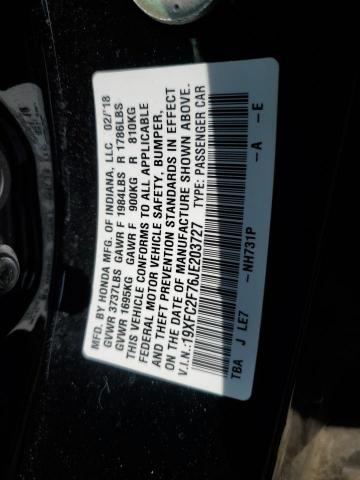 MFD. BY HONDA MFG. OF INDIANA, LLC 02/'18
GVWR 3737LBS GAWR F 1984LBS R 1786LBS
GVWR 1695KG GAWR F 900KG R 810KG
THIS VEHICLE CONFORMS TO ALL APPLICABLE
FEDERAL MOTOR VEHICLE SAFETY, BUMPER,
AND THEFT PREVENTION STANDARDS IN EFFECT
ON THE DATE OF MANUFACTURE SHOWN ABOVE.
V.I.N.:19XFC2F76JE203727 TYPE: PASSENGER CAR
-NH731P -A -E
TBA J LE7